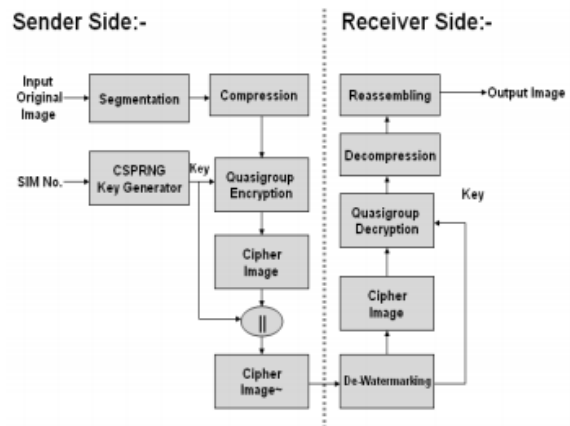 Sender Side:-
Receiver Side:-
Input
Original
Image
Segmentation
Compression
SIM No.
CSPRNG
Key Generator
Key
Quasigroup
Encryption
Cipher
Image
||
Cipher
Image~
Reassembling
Output Image
Decompression
Quasigroup
Decryption
Key
Cipher
Image
De-Watermarking